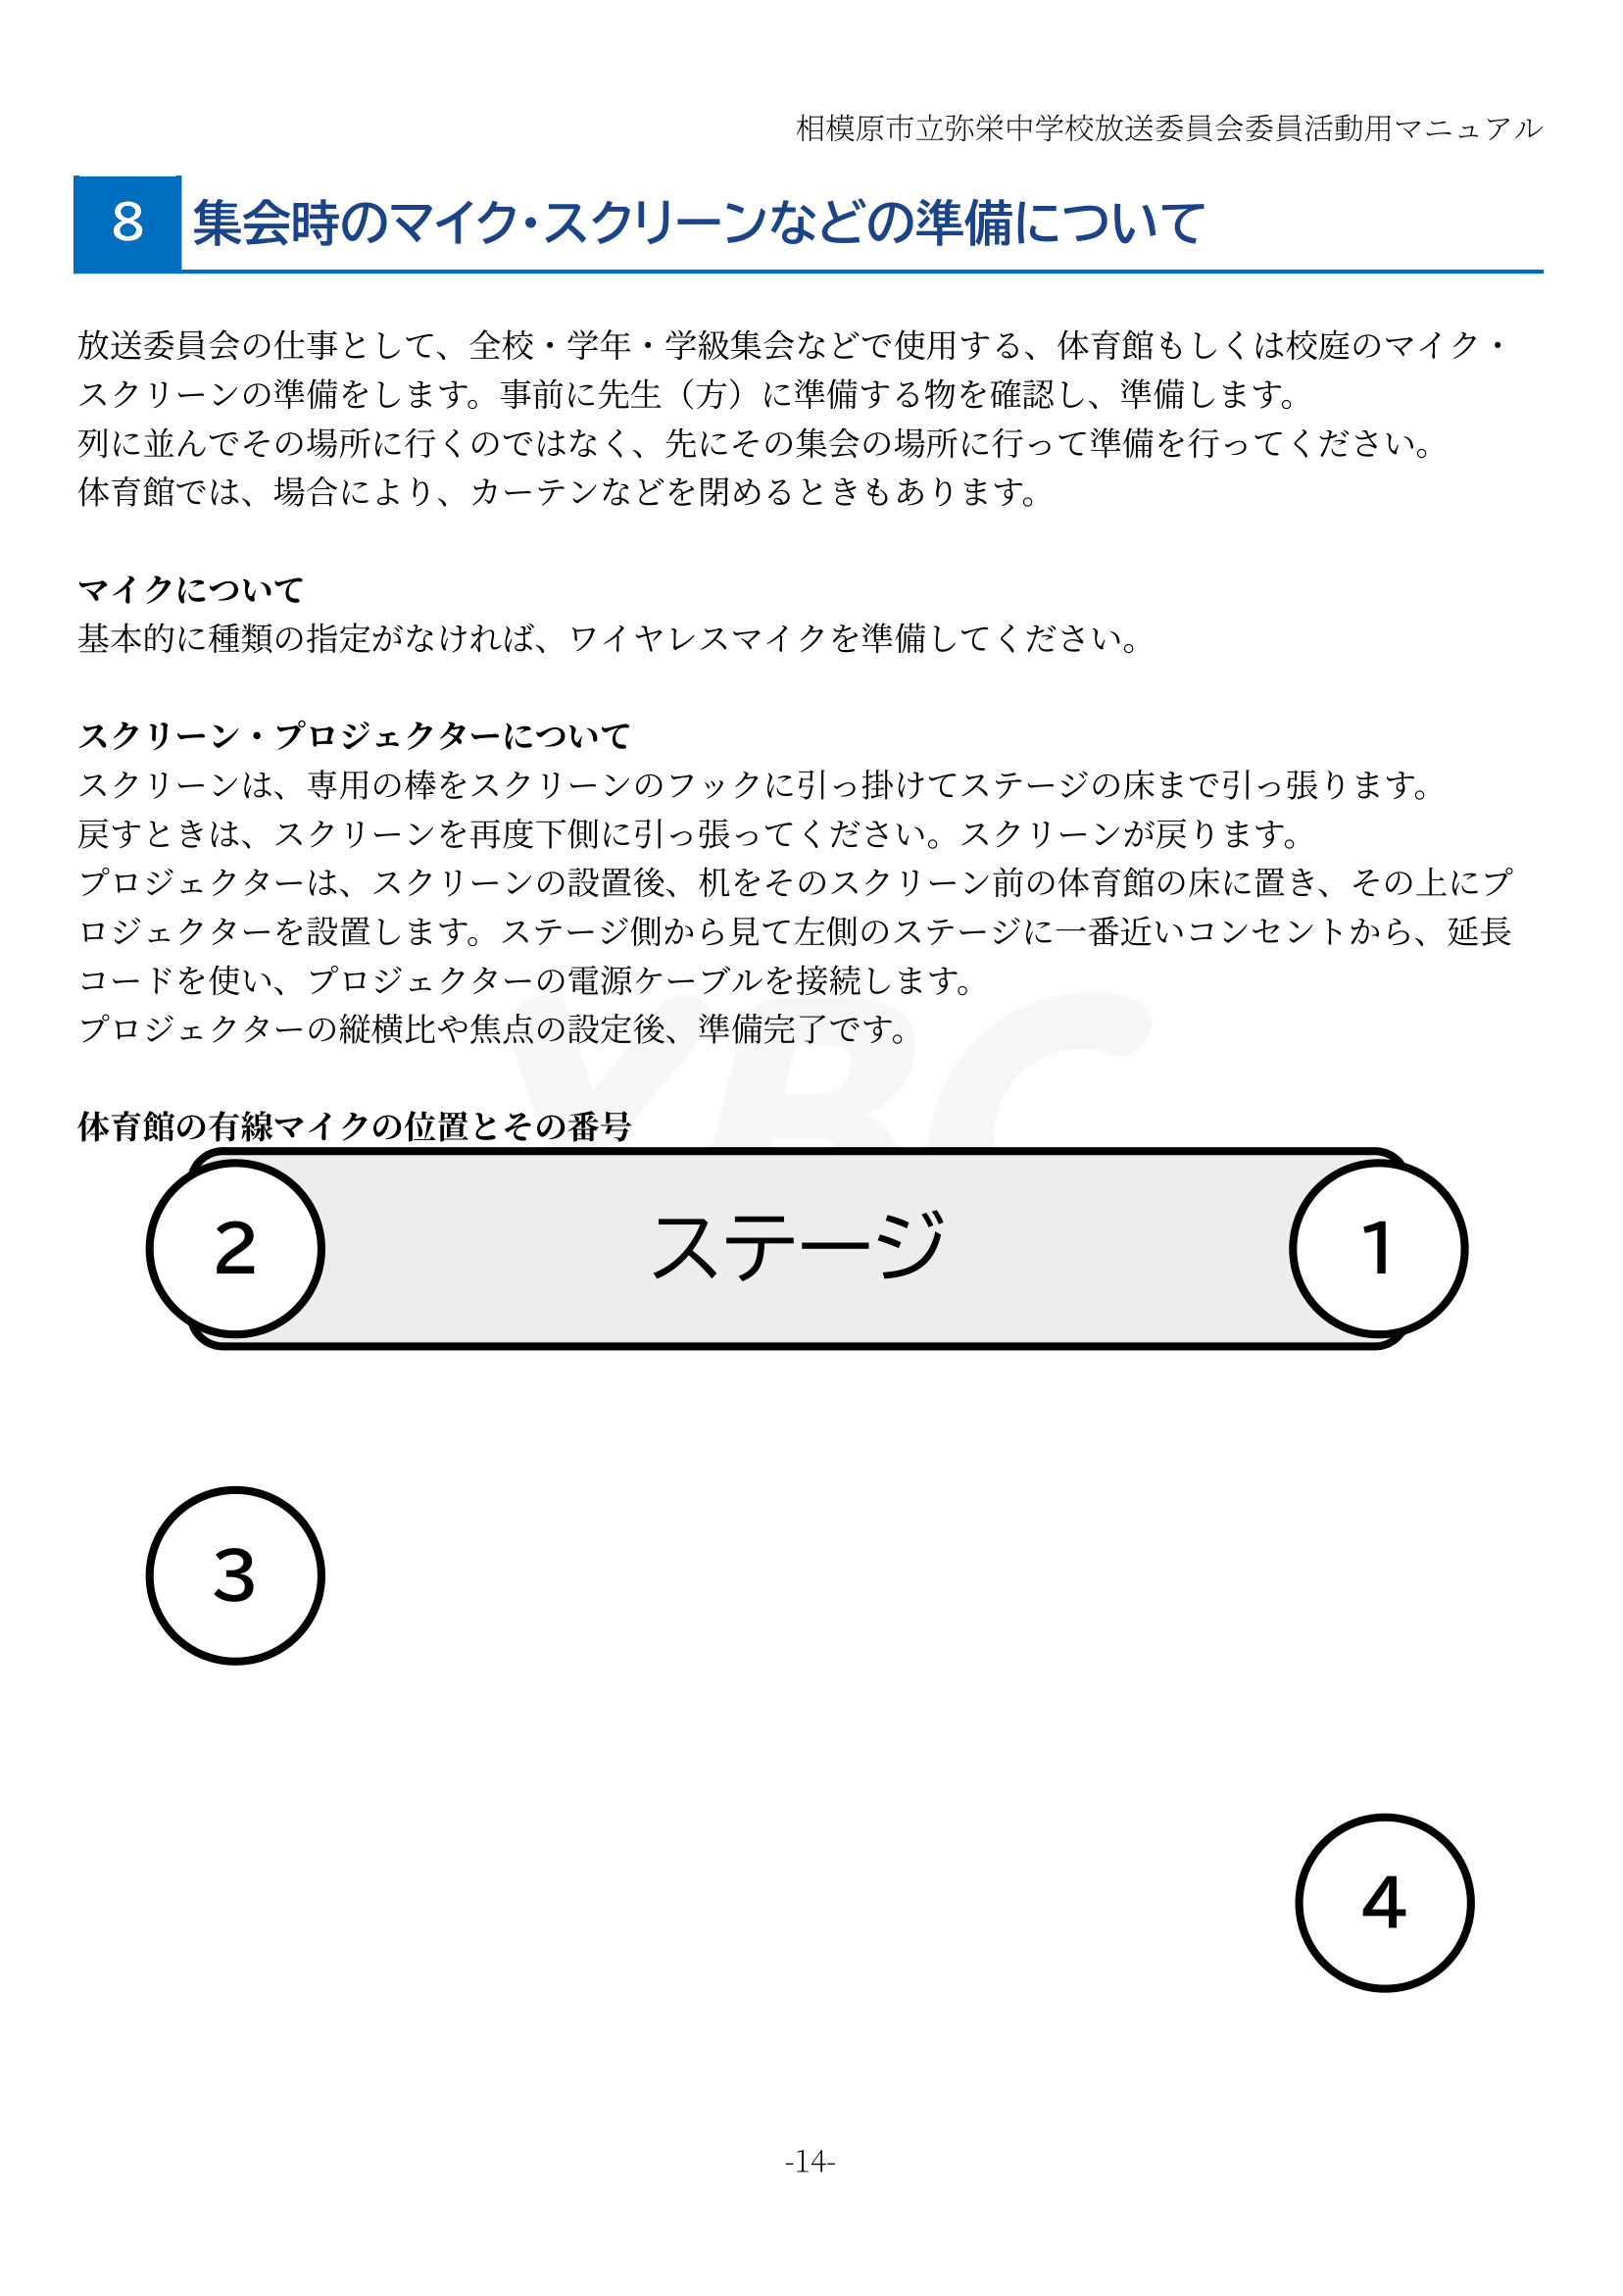 相模原市立弥栄中学校放送委員会委員活動用マニュアル
8 集会時のマイク・スクリーンなどの準備について
放送委員会の仕事として、全校・学年・学級集会などで使用する、体育館もしくは校庭のマイク・
スクリーンの準備をします。事前に先生（方）に準備する物を確認し、準備します。
列に並んでその場所に行くのではなく、先にその集会の場所に行って準備を行ってください。
体育館では、場合により、カーテンなどを閉めるときもあります。
マイクについて
基本的に種類の指定がなければ、ワイヤレスマイクを準備してください。
スクリーン・プロジェクターについて
スクリーンは、専用の棒をスクリーンのフックに引っ掛けてステージの床まで引っ張ります。
戻すときは、スクリーンを再度下側に引っ張ってください。スクリーンが戻ります。
プロジェクターは、スクリーンの設置後、机をそのスクリーン前の体育館の床に置き、その上にプ
ロジェクターを設置します。ステージ側から見て左側のステージに一番近いコンセントから、延長
コードを使い、プロジェクターの電源ケーブルを接続します。
プロジェクターの縦横比や焦点の設定後、準備完了です。
YBC
体育館の有線マイクの位置とその番号
2 ステージ 1
3
4
-14-